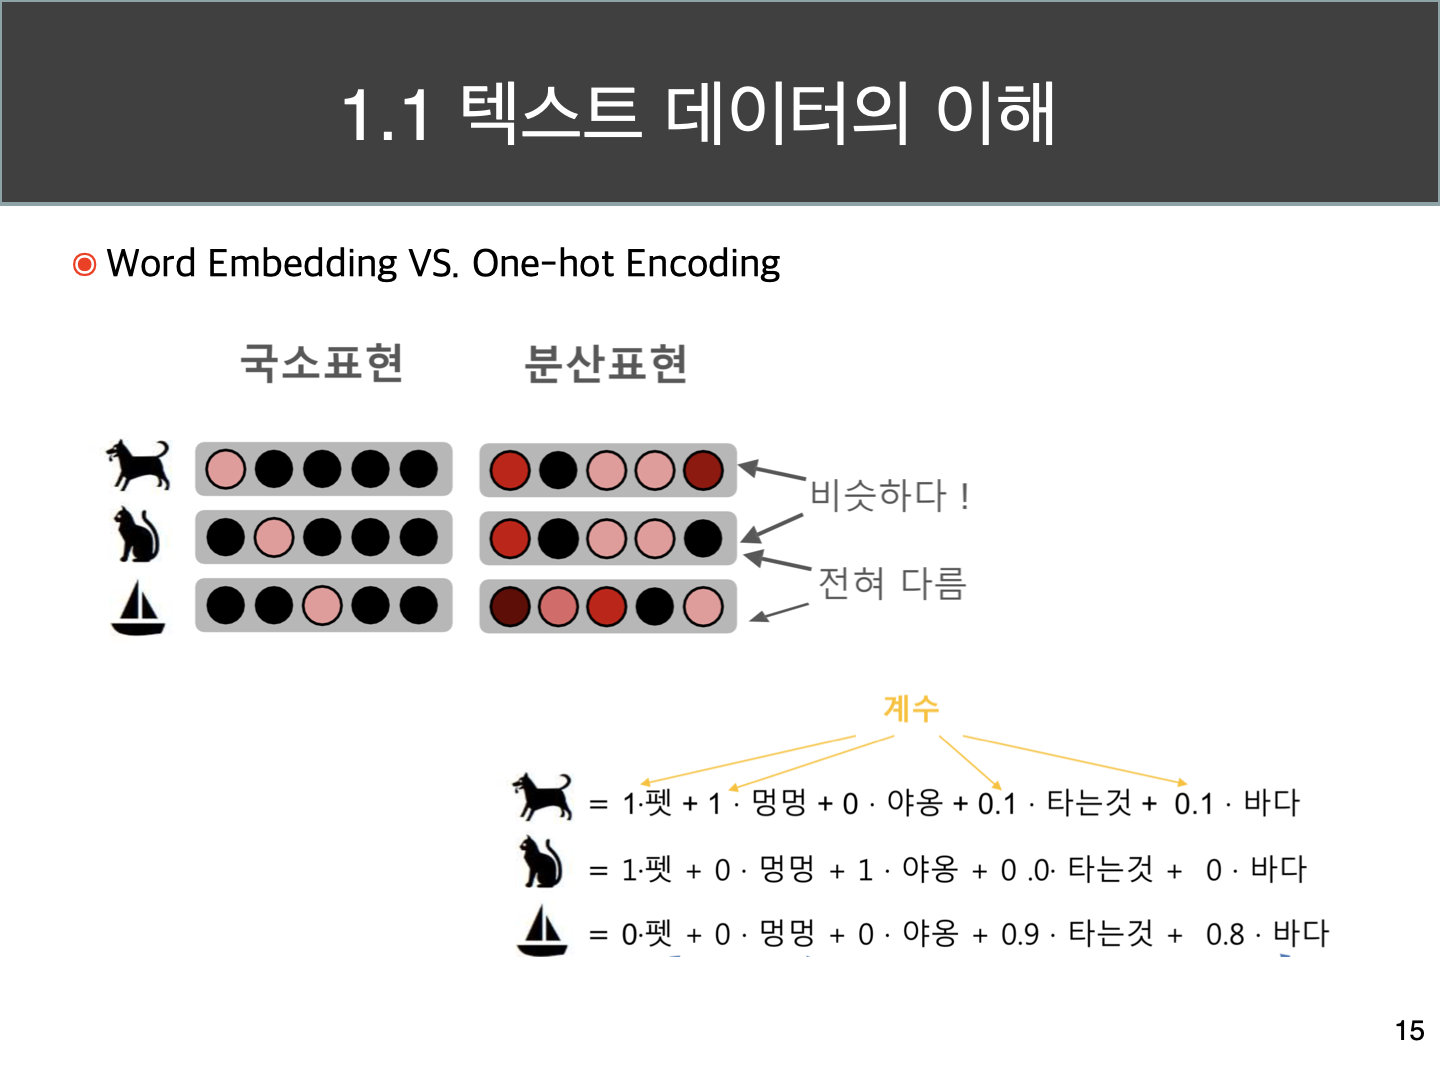 1.1 텍스트 데이터의 이해
Word Embedding VS. One-hot Encoding
국소표현 분산표현
비슷하다 !
전혀 다름
계수
= 1·펫 + 1 · 멍멍 + 0 · 야옹 + 0.1 · 타는것 + 0.1 · 바다
= 1·펫 + 0 · 멍멍 + 1 · 야옹 + 0 .0· 타는것 + 0 · 바다
= 0·펫 + 0 · 멍멍 + 0 · 야옹 + 0.9 · 타는것 + 0.8 · 바다
15